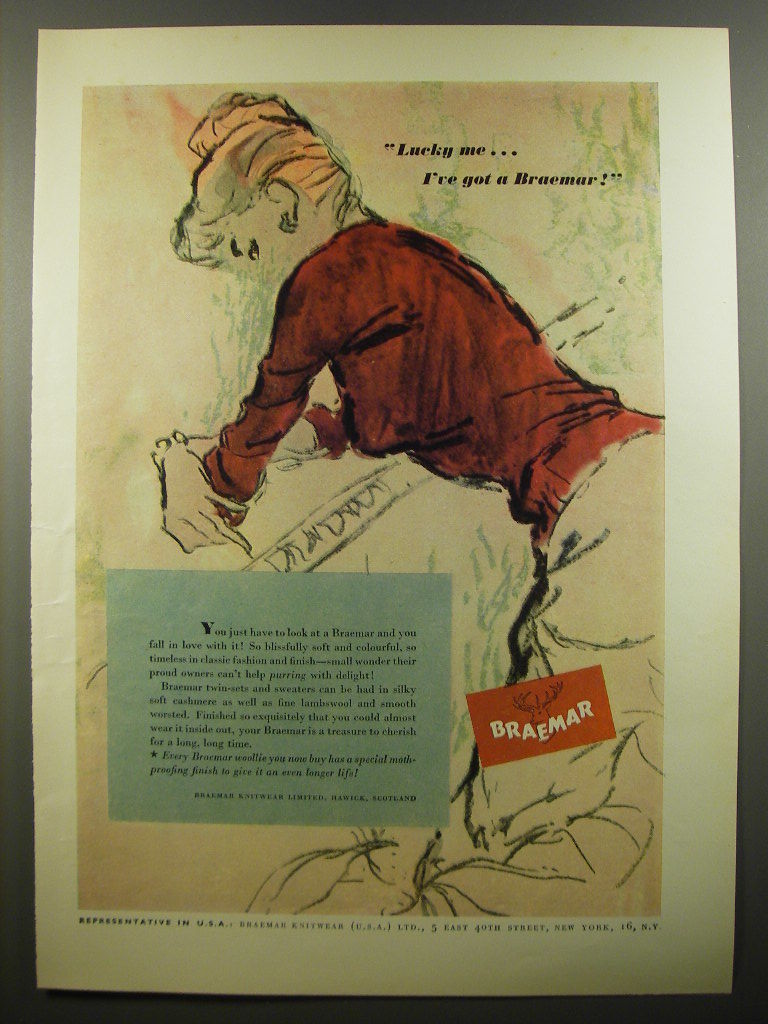 “Lucky me...
I've got a Braemar!”
You just have to look at a Braemar and you
fall in love with it! So blissfully soft and colourful, so
timeless in classic fashion and finish—small wonder their
proud owners can't help purring with delight!
Braemar twin-sets and sweaters can be had in silky
soft cashmere as well as fine lambswool and smooth
worsted. Finished so exquisitely that you could almost
wear it inside out, your Braemar is a treasure to cherish
for a long, long time.
★ Every Braemar woollie you now buy has a special moth-
proofing finish to give it an even longer life!
BRAEMAR KNITWEAR LIMITED, HAWICK, SCOTLAND
BRAEMAR
REPRESENTATIVE IN U.S.A.: BRAEMAR KNITWEAR (U.S.A.) LTD., 5 EAST 40TH STREET, NEW YORK, 16, N.Y.